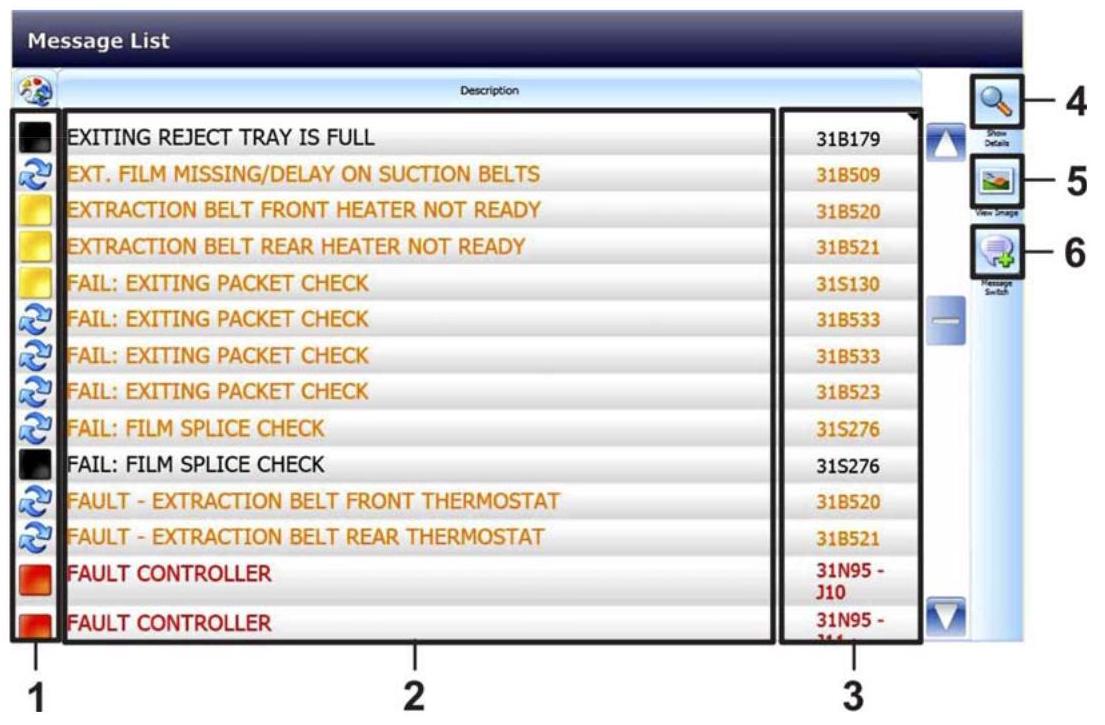 Message List
Description
EXITING REJECT TRAY IS FULL 31B179
EXT. FILM MISSING/DELAY ON SUCTION BELTS 31B509
EXTRACTION BELT FRONT HEATER NOT READY 31B520
EXTRACTION BELT REAR HEATER NOT READY 31B521
FAIL: EXITING PACKET CHECK 31S130
FAIL: EXITING PACKET CHECK 31B533
FAIL: EXITING PACKET CHECK 31B533
FAIL: EXITING PACKET CHECK 31B523
FAIL: FILM SPLICE CHECK 31S276
FAIL: FILM SPLICE CHECK 31S276
FAULT - EXTRACTION BELT FRONT THERMOSTAT 31B520
FAULT - EXTRACTION BELT REAR THERMOSTAT 31B521
FAULT CONTROLLER 31N95 -
J10
FAULT CONTROLLER 31N95 -
Show
Details
4
View Image
5
Message
Switch
6
1 2 3